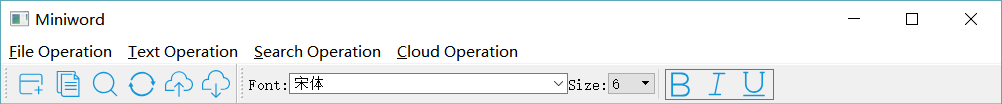 Miniword
File Operation Text Operation Search Operation Cloud Operation
Font: 宋体 Size: 6 B I U